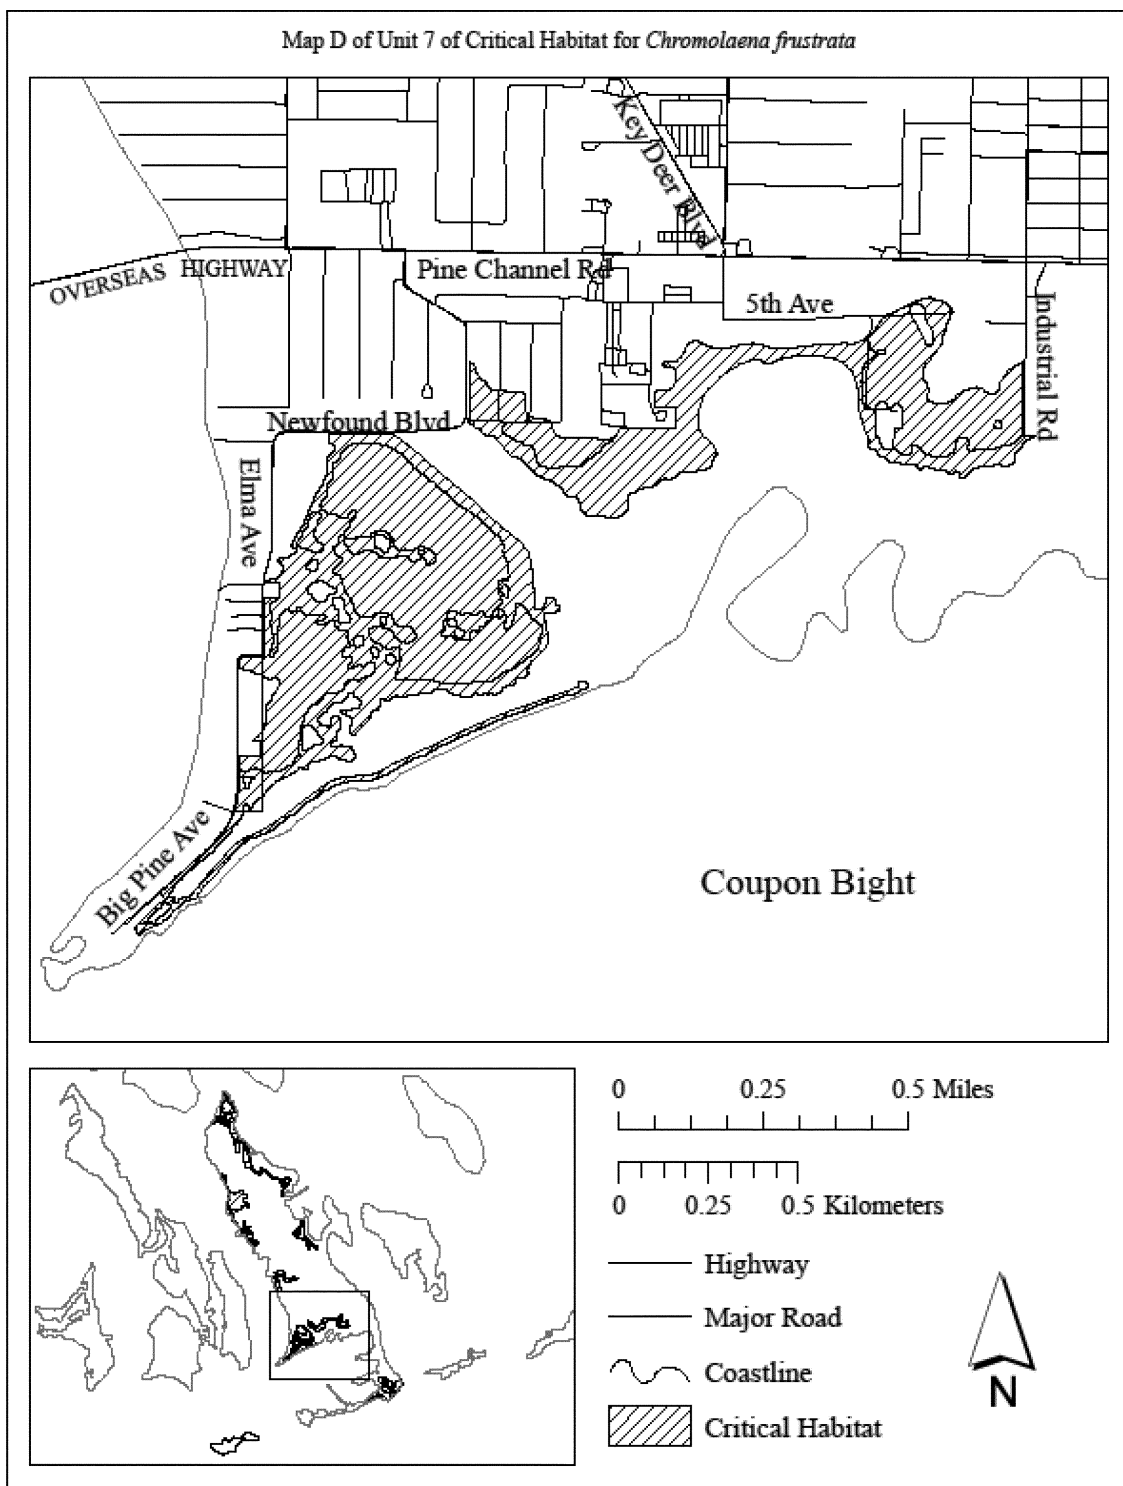 Map D of Unit 7 of Critical Habitat for Chromolaena frustrata
Key Deer Blvd
OVERSEAS HIGHWAY
Pine Channel Rd
5th Ave
Industrial Rd
Newfound Blvd
Elma Ave
Big Pine Ave
Coupon Bight
0 0.25 0.5 Miles
0 0.25 0.5 Kilometers
Highway
Major Road
Coastline
Critical Habitat
N